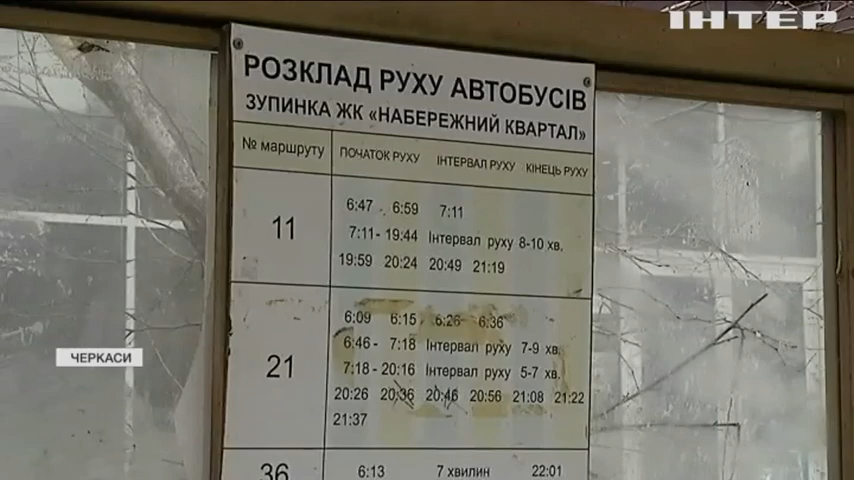 ІНТЕР
РОЗКЛАД РУХУ АВТОБУСІВ
ЗУПИНКА ЖК «НАБЕРЕЖНИЙ КВАРТАЛ»
№ маршруту ПОЧАТОК РУХУ ІНТЕРВАЛ РУХУ КІНЕЦЬ РУХУ
6:47 6:59 7:11
11 7:11 - 19:44 Інтервал руху 8-10 хв.
19:59 20:24 20:49 21:19
6:09 6:15 6:26 6:36
6:46 - 7:18 Інтервал руху 7-9 хв.
21 7:18 - 20:16 Інтервал руху 5-7 хв.
20:26 20:36 20:46 20:56 21:08 21:22
21:37
36 6:13 7 хвилин 22:01
ЧЕРКАСИ